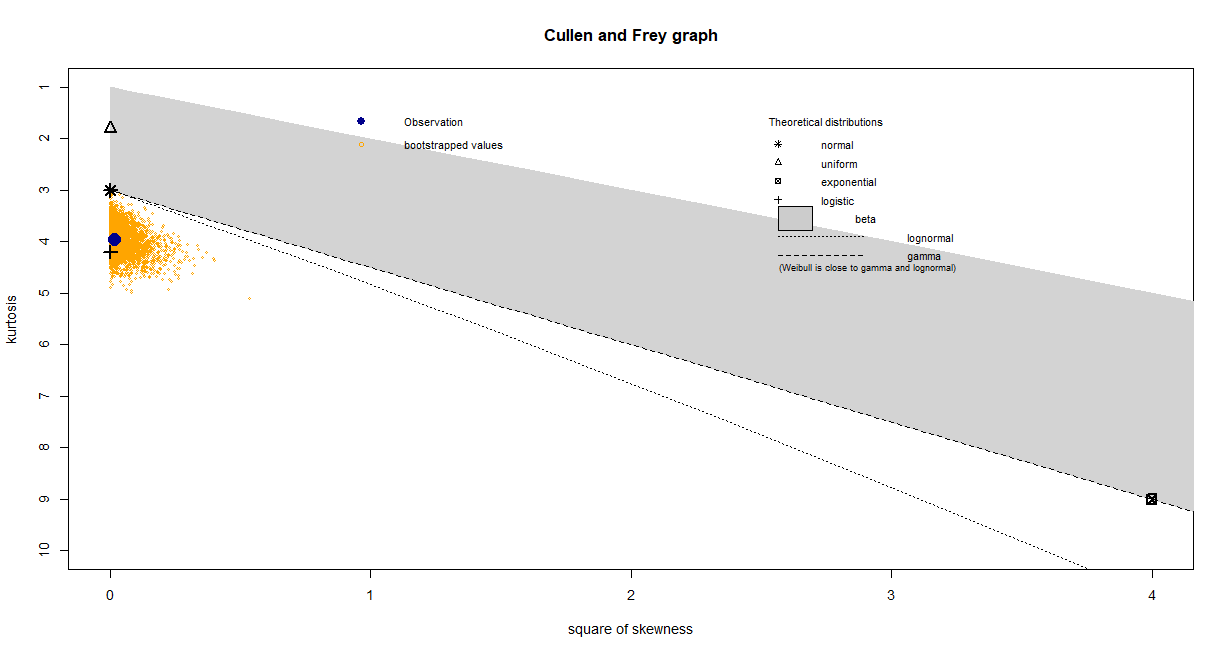 Cullen and Frey graph
kurtosis
1
2
3
4
5
6
7
8
9
10
Observation
bootstrapped values
Theoretical distributions
normal
uniform
exponential
logistic
beta
lognormal
gamma
(Weibull is close to gamma and lognormal)
0
1
2
3
4
square of skewness